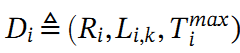 D_i ≜ (R_i, L_{i,k}, T_i^{max})